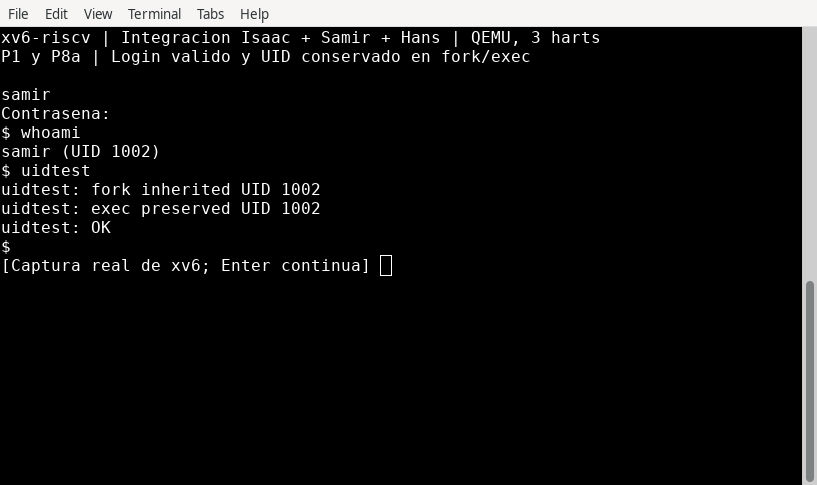 File Edit View Terminal Tabs Help
xv6-riscv | Integracion Isaac + Samir + Hans | QEMU, 3 harts
P1 y P8a | Login valido y UID conservado en fork/exec
samir
Contrasena:
$ whoami
samir (UID 1002)
$ uidtest
uidtest: fork inherited UID 1002
uidtest: exec preserved UID 1002
uidtest: OK
$
[Captura real de xv6; Enter continua]